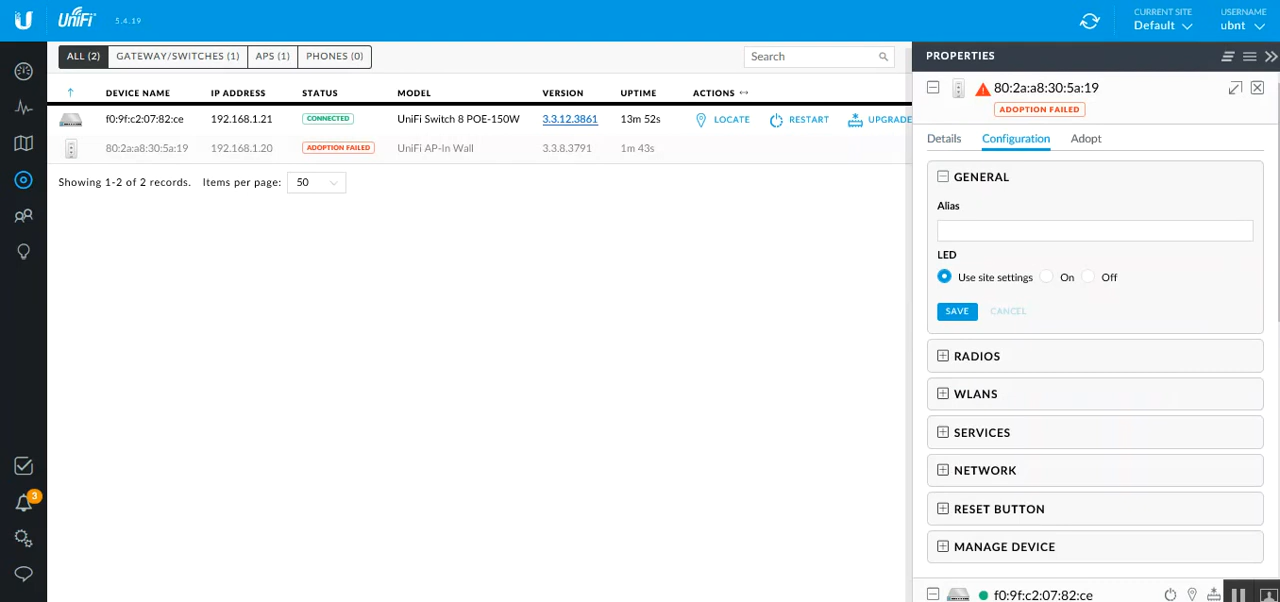 UniFi 5.4.19
CURRENT SITE
Default
USERNAME
ubnt
ALL (2) GATEWAY/SWITCHES (1) APS (1) PHONES (0)
Search
DEVICE NAME IP ADDRESS STATUS MODEL VERSION UPTIME ACTIONS
f0:9f:c2:07:82:ce 192.168.1.21 CONNECTED UniFi Switch 8 POE-150W 3.3.12.3861 13m 52s LOCATE RESTART UPGRADE
80:2a:a8:30:5a:19 192.168.1.20 ADOPTION FAILED UniFi AP-In Wall 3.3.8.3791 1m 43s
Showing 1-2 of 2 records. Items per page: 50
3
PROPERTIES
80:2a:a8:30:5a:19
ADOPTION FAILED
Details Configuration Adopt
GENERAL
Alias
LED
Use site settings On Off
SAVE CANCEL
RADIOS
WLANS
SERVICES
NETWORK
RESET BUTTON
MANAGE DEVICE
f0:9f:c2:07:82:ce